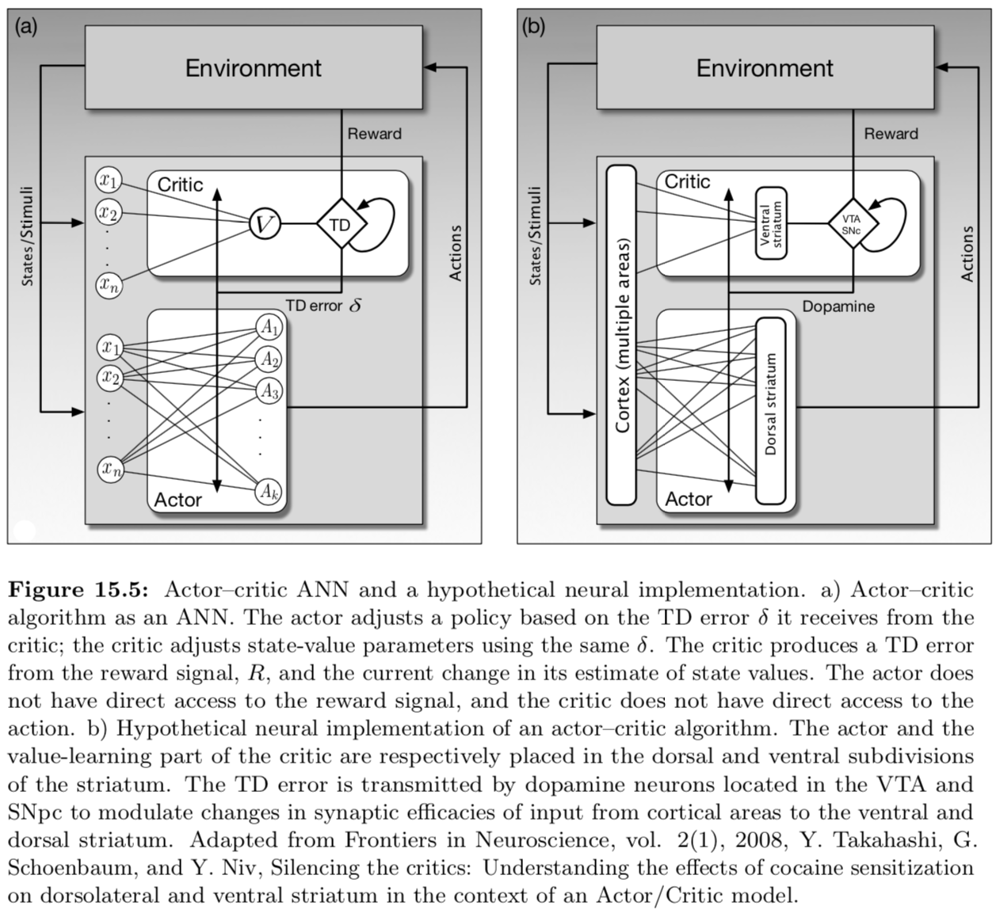 (a)
Environment
Reward
States/Stimuli
Actions
x1
x2
xn
Critic
V
TD
TD error δ
x1
x2
xn
A1
A2
A3
Ak
Actor
(b)
Environment
Reward
States/Stimuli
Actions
Cortex (multiple areas)
Critic
Ventral
striatum
VTA
SNc
Dopamine
Dorsal striatum
Actor
Figure 15.5: Actor–critic ANN and a hypothetical neural implementation. a) Actor–critic
algorithm as an ANN. The actor adjusts a policy based on the TD error δ it receives from the
critic; the critic adjusts state-value parameters using the same δ. The critic produces a TD error
from the reward signal, R, and the current change in its estimate of state values. The actor does
not have direct access to the reward signal, and the critic does not have direct access to the
action. b) Hypothetical neural implementation of an actor–critic algorithm. The actor and the
value-learning part of the critic are respectively placed in the dorsal and ventral subdivisions
of the striatum. The TD error is transmitted by dopamine neurons located in the VTA and
SNpc to modulate changes in synaptic efficacies of input from cortical areas to the ventral and
dorsal striatum. Adapted from Frontiers in Neuroscience, vol. 2(1), 2008, Y. Takahashi, G.
Schoenbaum, and Y. Niv, Silencing the critics: Understanding the effects of cocaine sensitization
on dorsolateral and ventral striatum in the context of an Actor/Critic model.